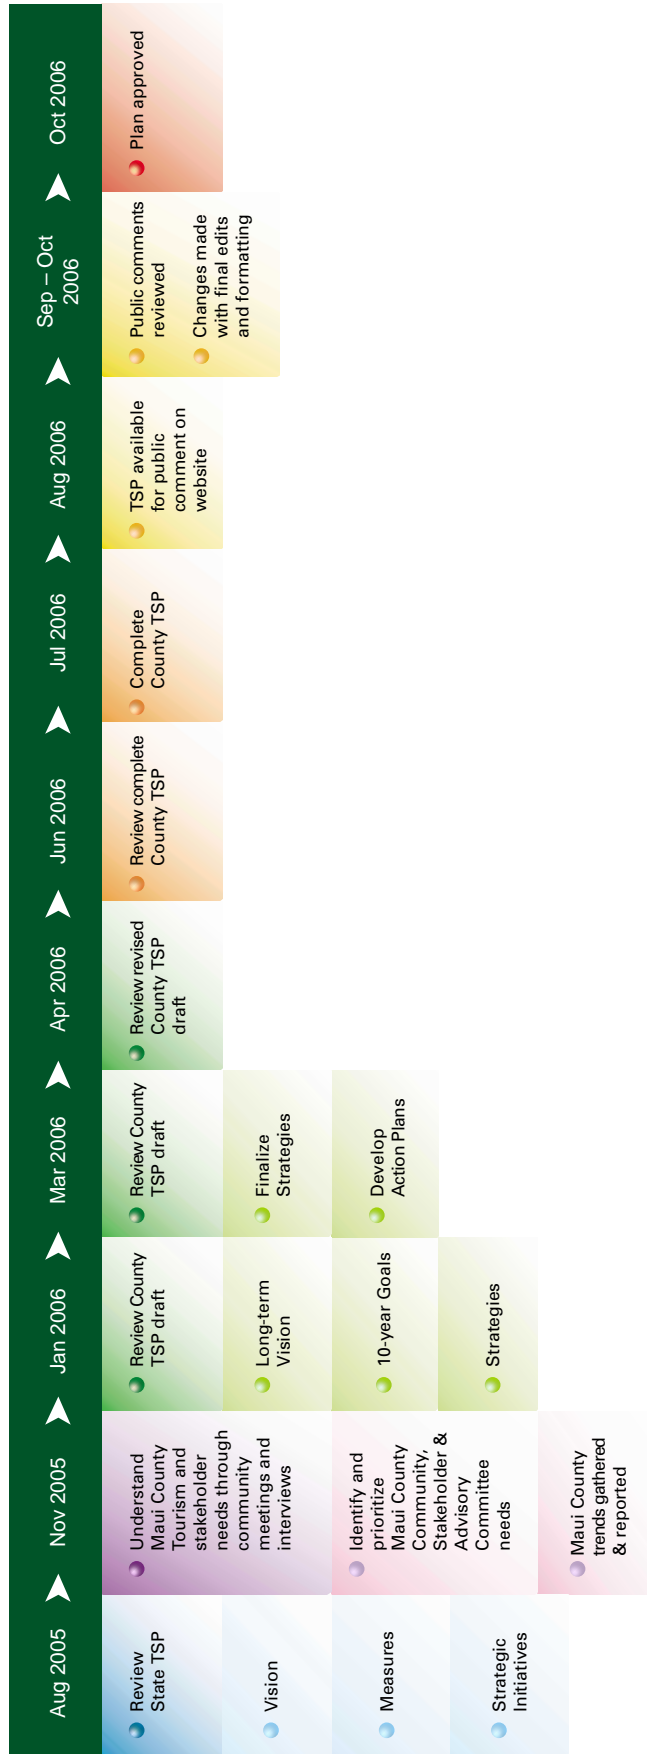 Aug 2005
Review
State TSP
Vision
Measures
Strategic
Initiatives
Nov 2005
Understand
Maui County
Tourism and
stakeholder
needs through
community
meetings and
interviews
Identify and
prioritize
Maui County
Community,
Stakeholder &
Advisory
Committee
needs
Maui County
trends gathered
& reported
Jan 2006
Review County
TSP draft
Long-term
Vision
10-year Goals
Strategies
Mar 2006
Review County
TSP draft
Finalize
Strategies
Develop
Action Plans
Apr 2006
Review revised
County TSP
draft
Jun 2006
Review complete
County TSP
Jul 2006
Complete
County TSP
Aug 2006
TSP available
for public
comment on
website
Sep – Oct
2006
Public comments
reviewed
Changes made
with final edits
and formatting
Oct 2006
Plan approved